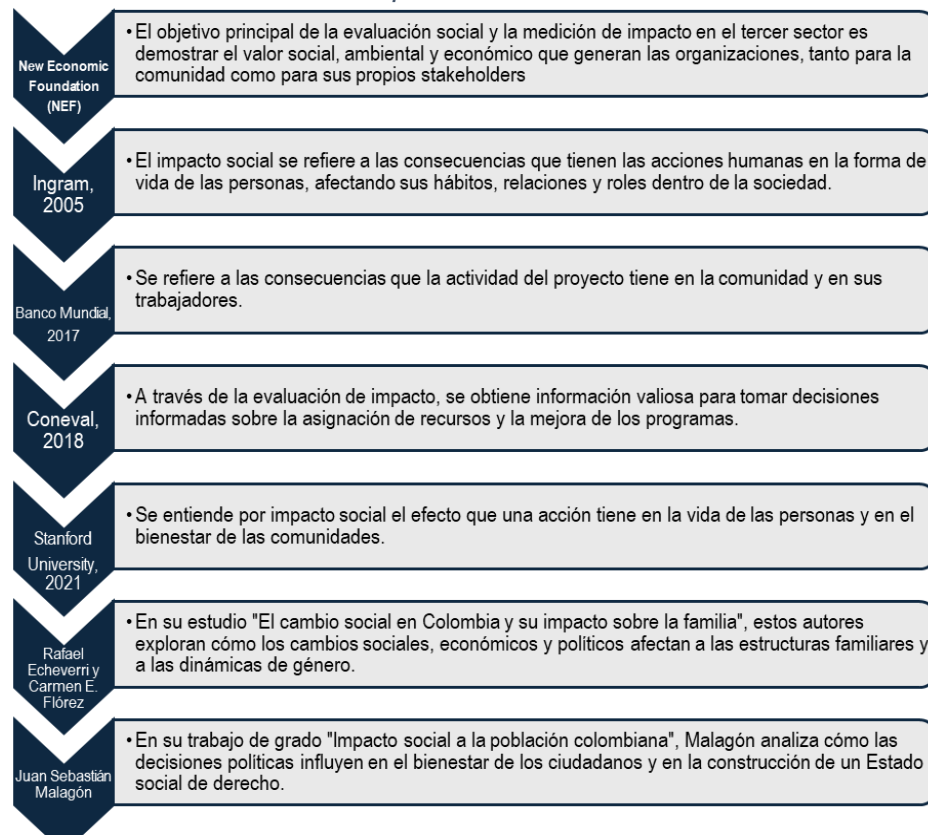 New Economic
Foundation
(NEF)
• El objetivo principal de la evaluación social y la medición de impacto en el tercer sector es
demostrar el valor social, ambiental y económico que generan las organizaciones, tanto para la
comunidad como para sus propios stakeholders
Ingram,
2005
• El impacto social se refiere a las consecuencias que tienen las acciones humanas en la forma de
vida de las personas, afectando sus hábitos, relaciones y roles dentro de la sociedad.
Banco Mundial,
2017
• Se refiere a las consecuencias que la actividad del proyecto tiene en la comunidad y en sus
trabajadores.
Coneval,
2018
• A través de la evaluación de impacto, se obtiene información valiosa para tomar decisiones
informadas sobre la asignación de recursos y la mejora de los programas.
Stanford
University,
2021
• Se entiende por impacto social el efecto que una acción tiene en la vida de las personas y en el
bienestar de las comunidades.
Rafael
Echeverri y
Carmen E.
Flórez
• En su estudio "El cambio social en Colombia y su impacto sobre la familia", estos autores
exploran cómo los cambios sociales, económicos y políticos afectan a las estructuras familiares y
a las dinámicas de género.
Juan Sebastián
Malagón
• En su trabajo de grado "Impacto social a la población colombiana", Malagón analiza cómo las
decisiones políticas influyen en el bienestar de los ciudadanos y en la construcción de un Estado
social de derecho.